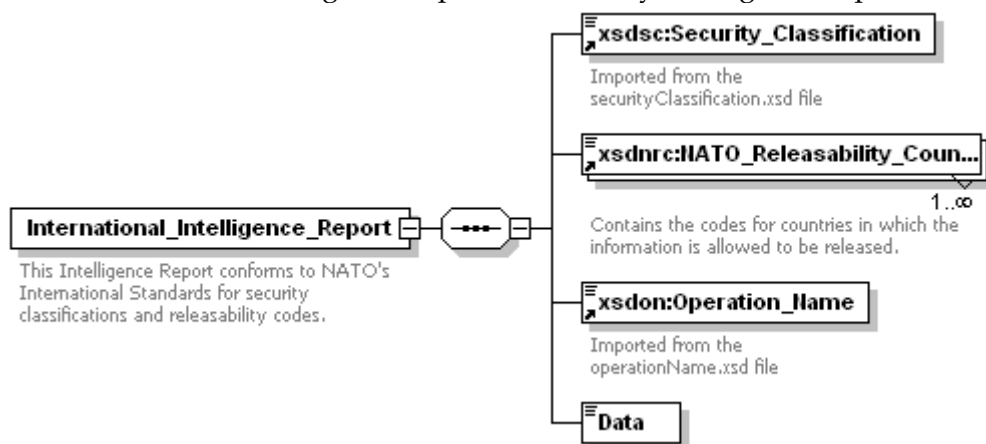 xsdsc:Security_Classification
Imported from the
securityClassification.xsd file
xsdnrc:NATO_Releasability_Coun...
1..∞
Contains the codes for countries in which the
information is allowed to be released.
International_Intelligence_Report
This Intelligence Report conforms to NATO's
International Standards for security
classifications and releasability codes.
xsdon:Operation_Name
Imported from the
operationName.xsd file
Data